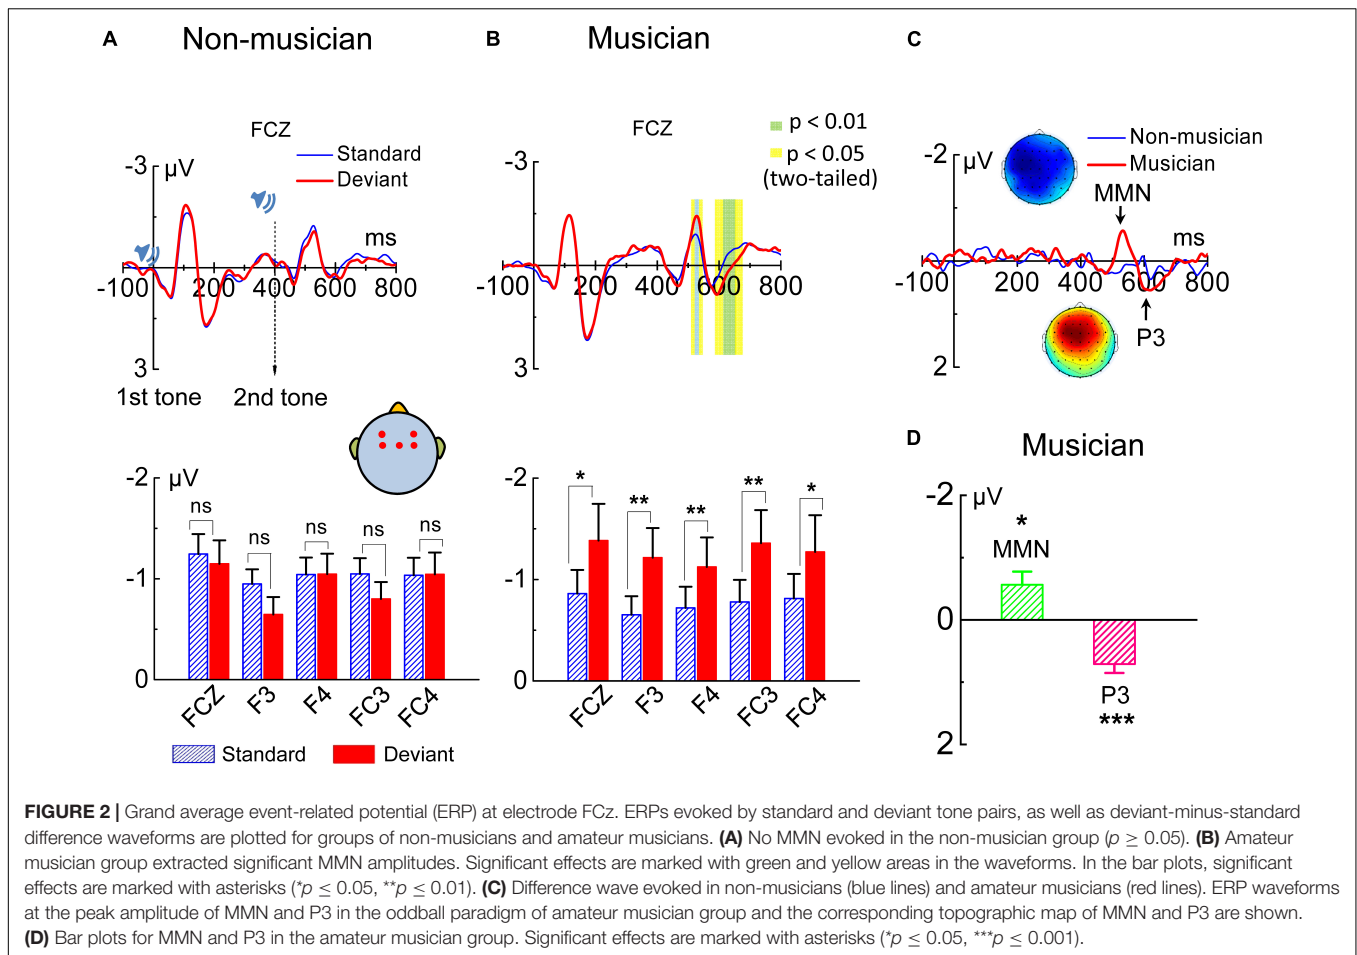 A Non-musician
FCZ
-3
µV
Standard
Deviant
ms
-100 200 400 600 800
3
1st tone 2nd tone
-2
µV
ns ns ns ns ns
-1
0
FCZ F3 F4 FC3 FC4
Standard Deviant
B Musician
FCZ
p < 0.01
p < 0.05
(two-tailed)
-3
-100 200 400 600 800
3
-2
* ** ** ** *
-1
0
FCZ F3 F4 FC3 FC4
C
Non-musician
Musician
-2
µV
MMN
ms
-100 200 400 600 800
P3
2
D Musician
-2
µV
*
MMN
0
P3
***
2
FIGURE 2 | Grand average event-related potential (ERP) at electrode FCz. ERPs evoked by standard and deviant tone pairs, as well as deviant-minus-standard
difference waveforms are plotted for groups of non-musicians and amateur musicians. (A) No MMN evoked in the non-musician group (p ≥ 0.05). (B) Amateur
musician group extracted significant MMN amplitudes. Significant effects are marked with green and yellow areas in the waveforms. In the bar plots, significant
effects are marked with asterisks (*p ≤ 0.05, **p ≤ 0.01). (C) Difference wave evoked in non-musicians (blue lines) and amateur musicians (red lines). ERP waveforms
at the peak amplitude of MMN and P3 in the oddball paradigm of amateur musician group and the corresponding topographic map of MMN and P3 are shown.
(D) Bar plots for MMN and P3 in the amateur musician group. Significant effects are marked with asterisks (*p ≤ 0.05, ***p ≤ 0.001).